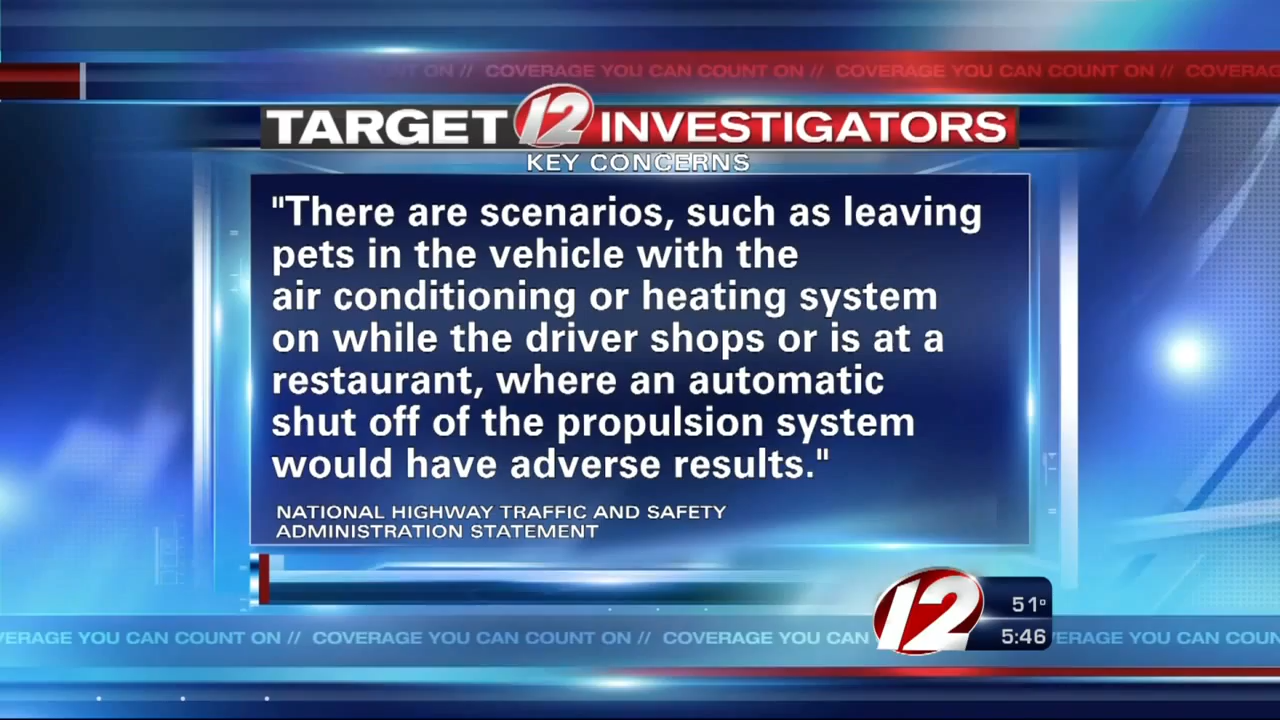 T ON // COVERAGE YOU CAN COUNT ON // COVERAGE YOU CAN COUNT ON // COVERAG
TARGET 12 INVESTIGATORS
KEY CONCERNS
"There are scenarios, such as leaving
pets in the vehicle with the
air conditioning or heating system
on while the driver shops or is at a
restaurant, where an automatic
shut off of the propulsion system
would have adverse results."
NATIONAL HIGHWAY TRAFFIC AND SAFETY
ADMINISTRATION STATEMENT
12
51°
5:46
VERAGE YOU CAN COUNT ON // COVERAGE YOU CAN COUNT ON // COVERAGE YOU CAN
VERAGE YOU CAN COUN